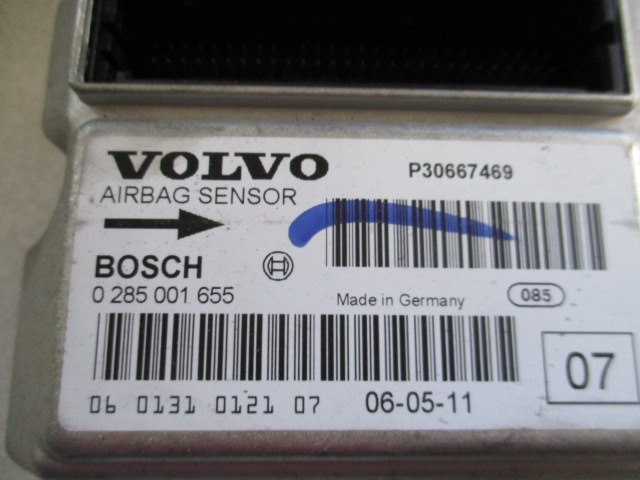 VOLVO
P30667469
AIRBAG SENSOR
BOSCH
0 285 001 655
Made in Germany
085
07
06 0131 0121 07
06-05-11